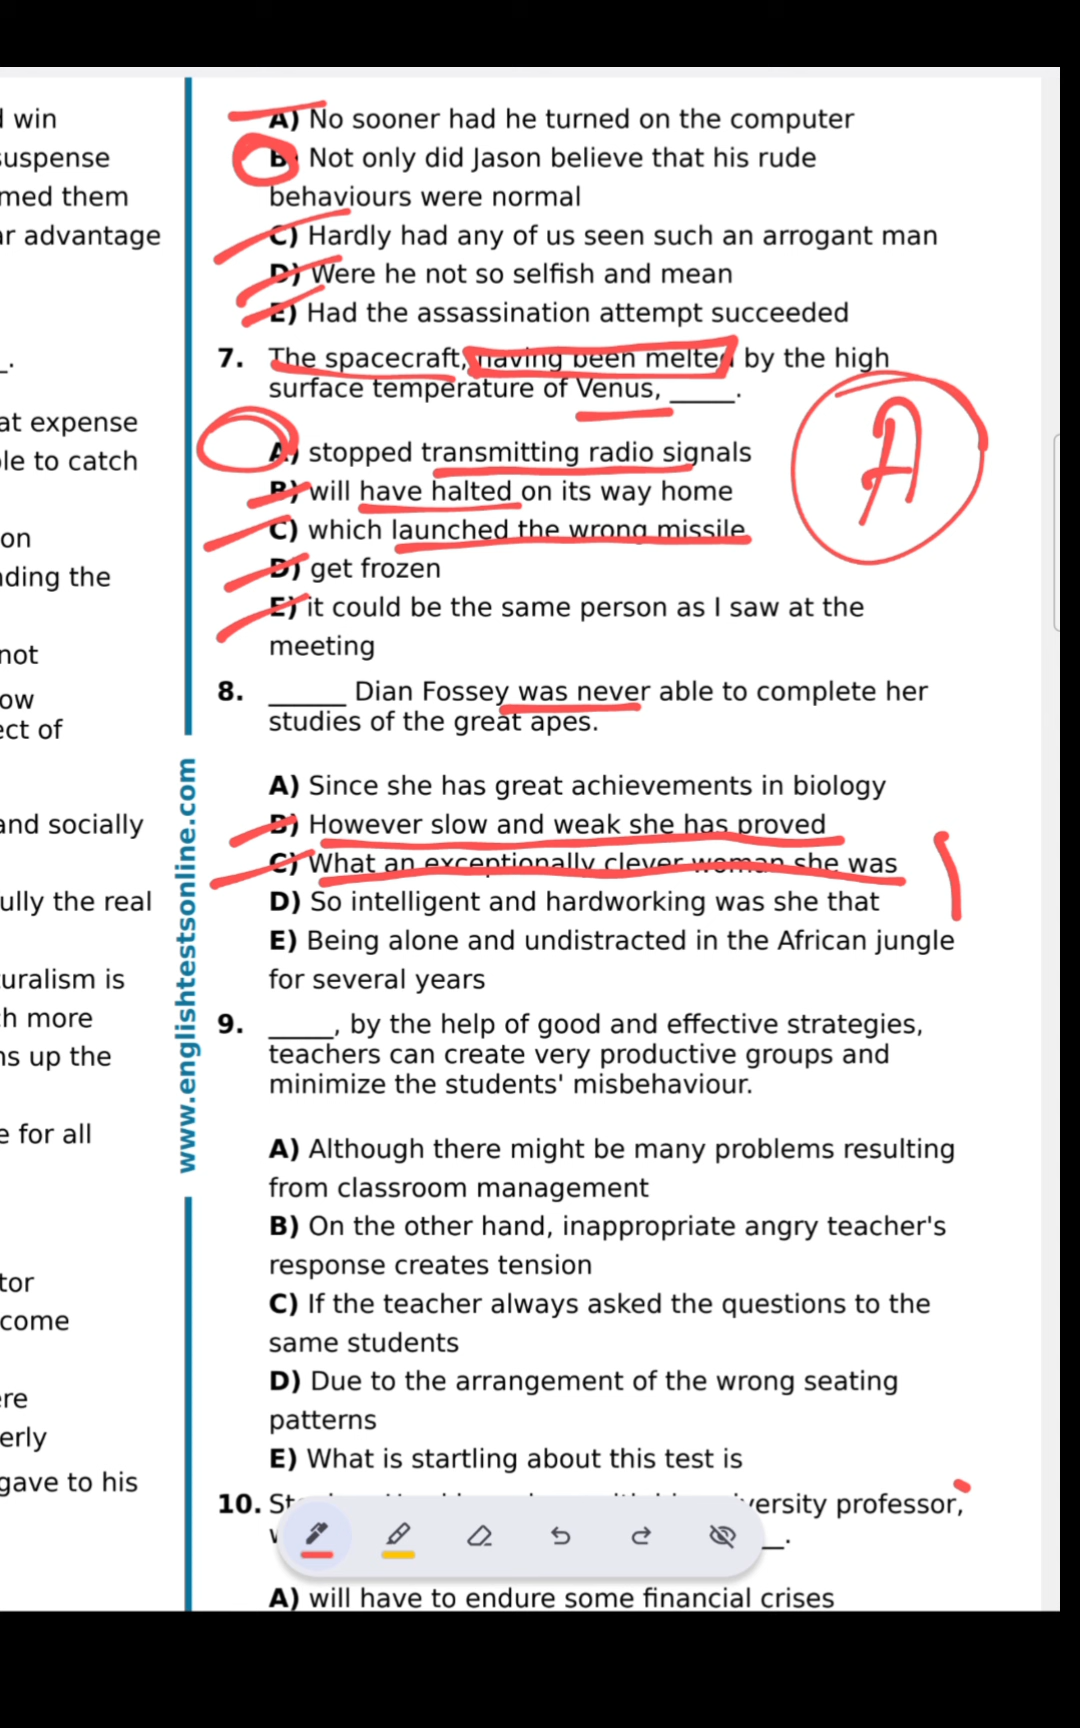 win
suspense
med them
ar advantage
_.
at expense
le to catch
on
nding the
not
ow
ect of
and socially
ully the real
turalism is
h more
ns up the
e for all
tor
come
ere
erly
gave to his
www.englishtestsonline.com
A) No sooner had he turned on the computer
B) Not only did Jason believe that his rude
behaviours were normal
C) Hardly had any of us seen such an arrogant man
D) Were he not so selfish and mean
E) Had the assassination attempt succeeded
7. The spacecraft, having been melted by the high
surface temperature of Venus, _____.
A) stopped transmitting radio signals
B) will have halted on its way home
C) which launched the wrong missile
D) get frozen
E) it could be the same person as I saw at the
meeting
A
8. ______ Dian Fossey was never able to complete her
studies of the great apes.
A) Since she has great achievements in biology
B) However slow and weak she has proved
C) What an exceptionally clever woman she was
D) So intelligent and hardworking was she that
E) Being alone and undistracted in the African jungle
for several years
9. _____, by the help of good and effective strategies,
teachers can create very productive groups and
minimize the students' misbehaviour.
A) Although there might be many problems resulting
from classroom management
B) On the other hand, inappropriate angry teacher's
response creates tension
C) If the teacher always asked the questions to the
same students
D) Due to the arrangement of the wrong seating
patterns
E) What is startling about this test is
10. St versity professor,
__.
A) will have to endure some financial crises